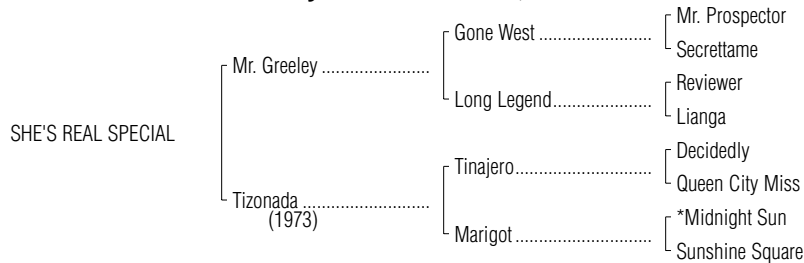 Mr. Prospector
Gone West ........................
Secrettame
Mr. Greeley .......................
Reviewer
Long Legend.....................
Lianga
SHE'S REAL SPECIAL
Decidedly
Tinajero.............................
Queen City Miss
Tizonada ...........................
(1973)
*Midnight Sun
Marigot .............................
Sunshine Square